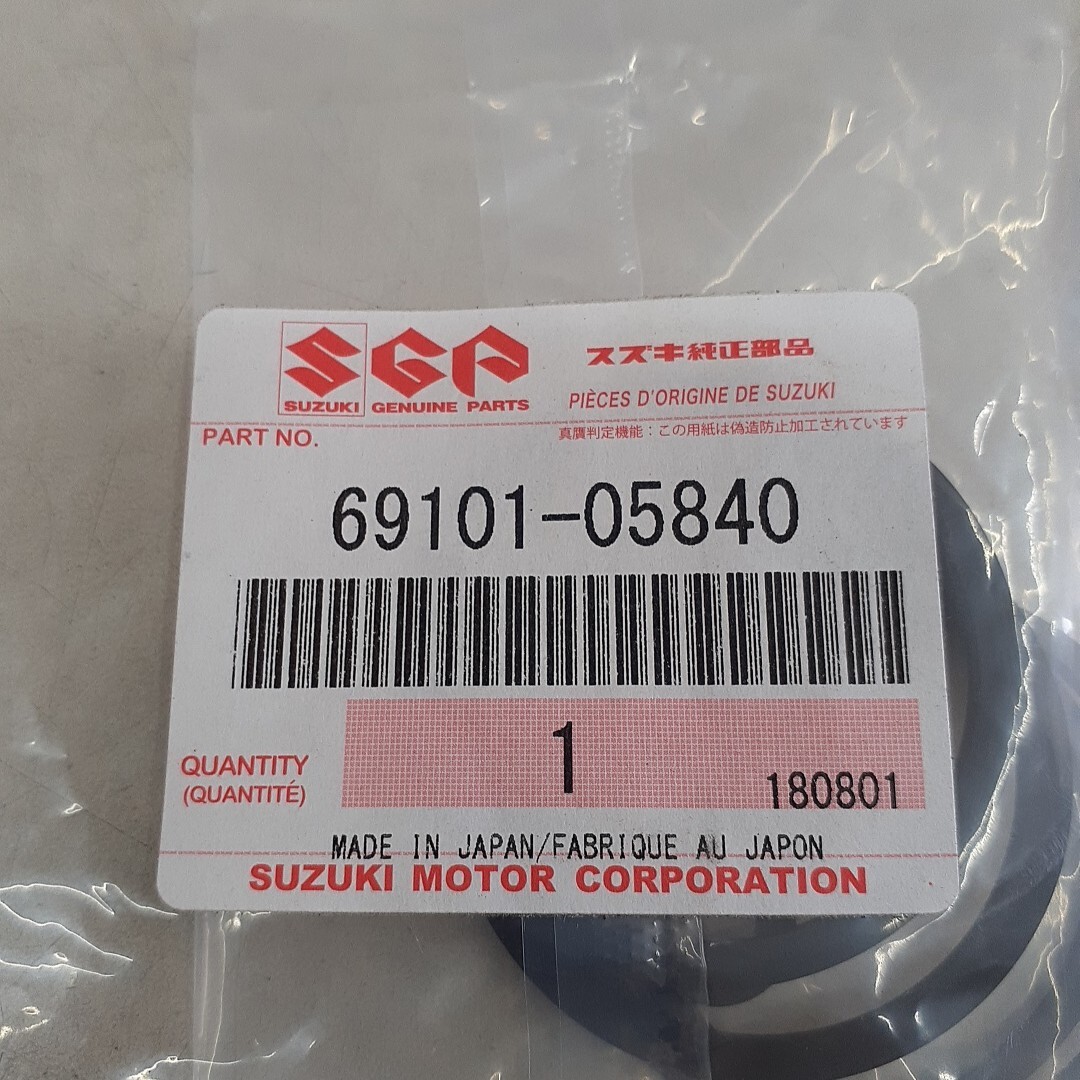 SGP
スズキ純正部品
SUZUKI GENUINE PARTS
PIÈCES D'ORIGINE DE SUZUKI
PART NO.
真贋判定機能：この用紙は偽造防止加工されています
69101-05840
1
QUANTITY
(QUANTITÉ)
180801
MADE IN JAPAN/FABRIQUE AU JAPON
SUZUKI MOTOR CORPORATION